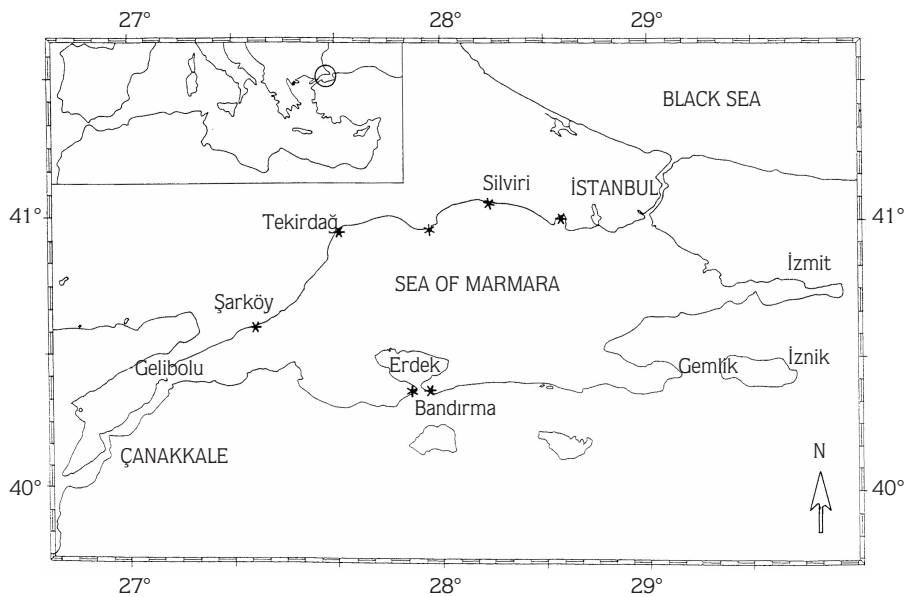 27° 28° 29°
BLACK SEA
Silviri
İSTANBUL
41° 41°
Tekirdağ
İzmit
SEA OF MARMARA
Şarköy
Erdek
Gelibolu
Gemlik
İznik
Bandırma
ÇANAKKALE
N
40° 40°
27° 28° 29°